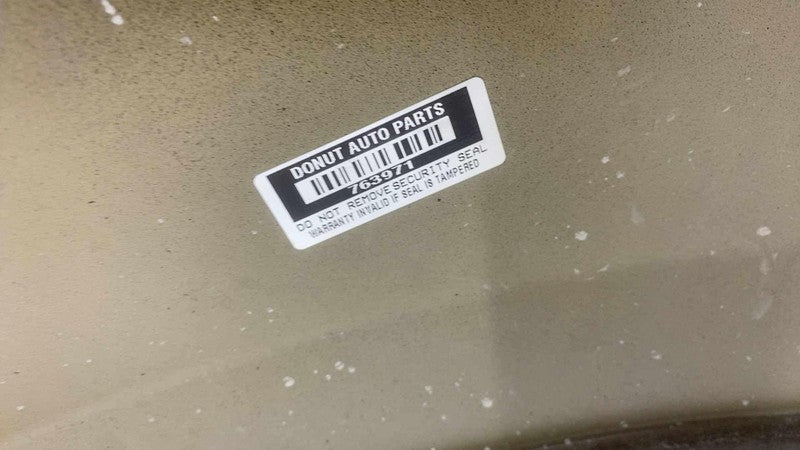 DONUT AUTO PARTS
763971
DO NOT REMOVE SECURITY SEAL
WARRANTY INVALID IF SEAL IS TAMPERED